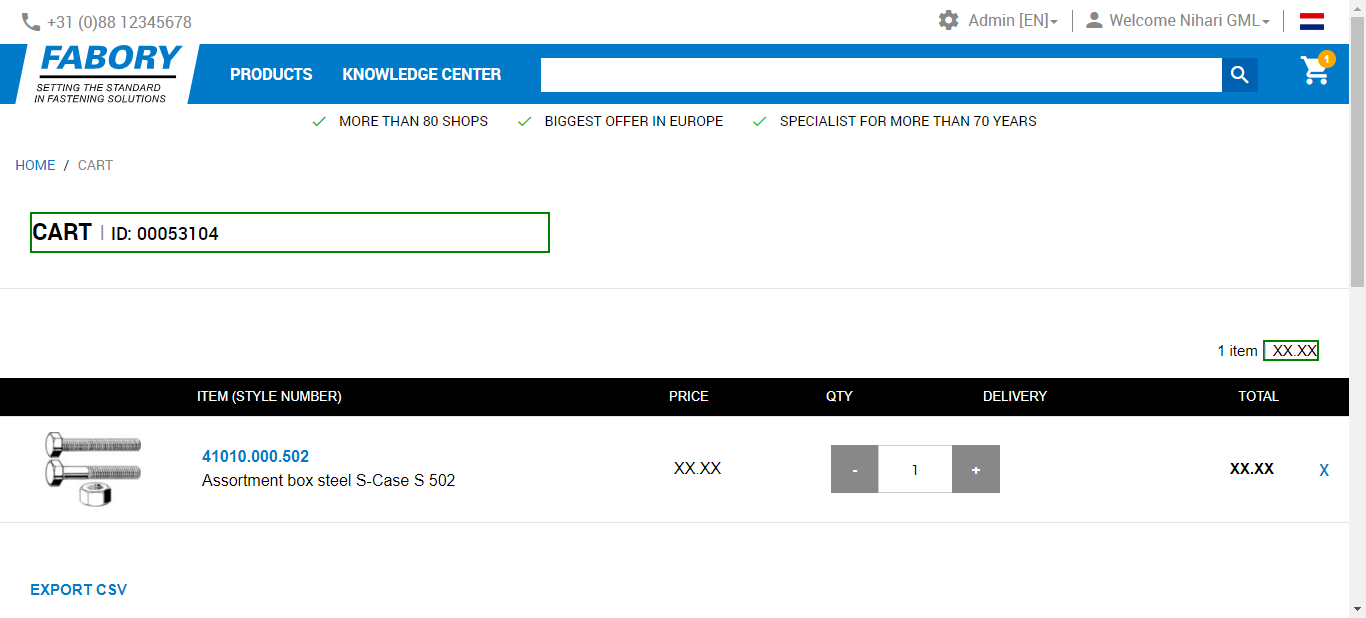 +31 (0)88 12345678
Admin [EN]
Welcome Nihari GML
FABORY
SETTING THE STANDARD
IN FASTENING SOLUTIONS
PRODUCTS
KNOWLEDGE CENTER
1
MORE THAN 80 SHOPS
BIGGEST OFFER IN EUROPE
SPECIALIST FOR MORE THAN 70 YEARS
HOME / CART
CART | ID: 00053104
1 item | XX.XX
ITEM (STYLE NUMBER) PRICE QTY DELIVERY TOTAL
41010.000.502
Assortment box steel S-Case S 502
XX.XX
- 1 +
XX.XX
X
EXPORT CSV